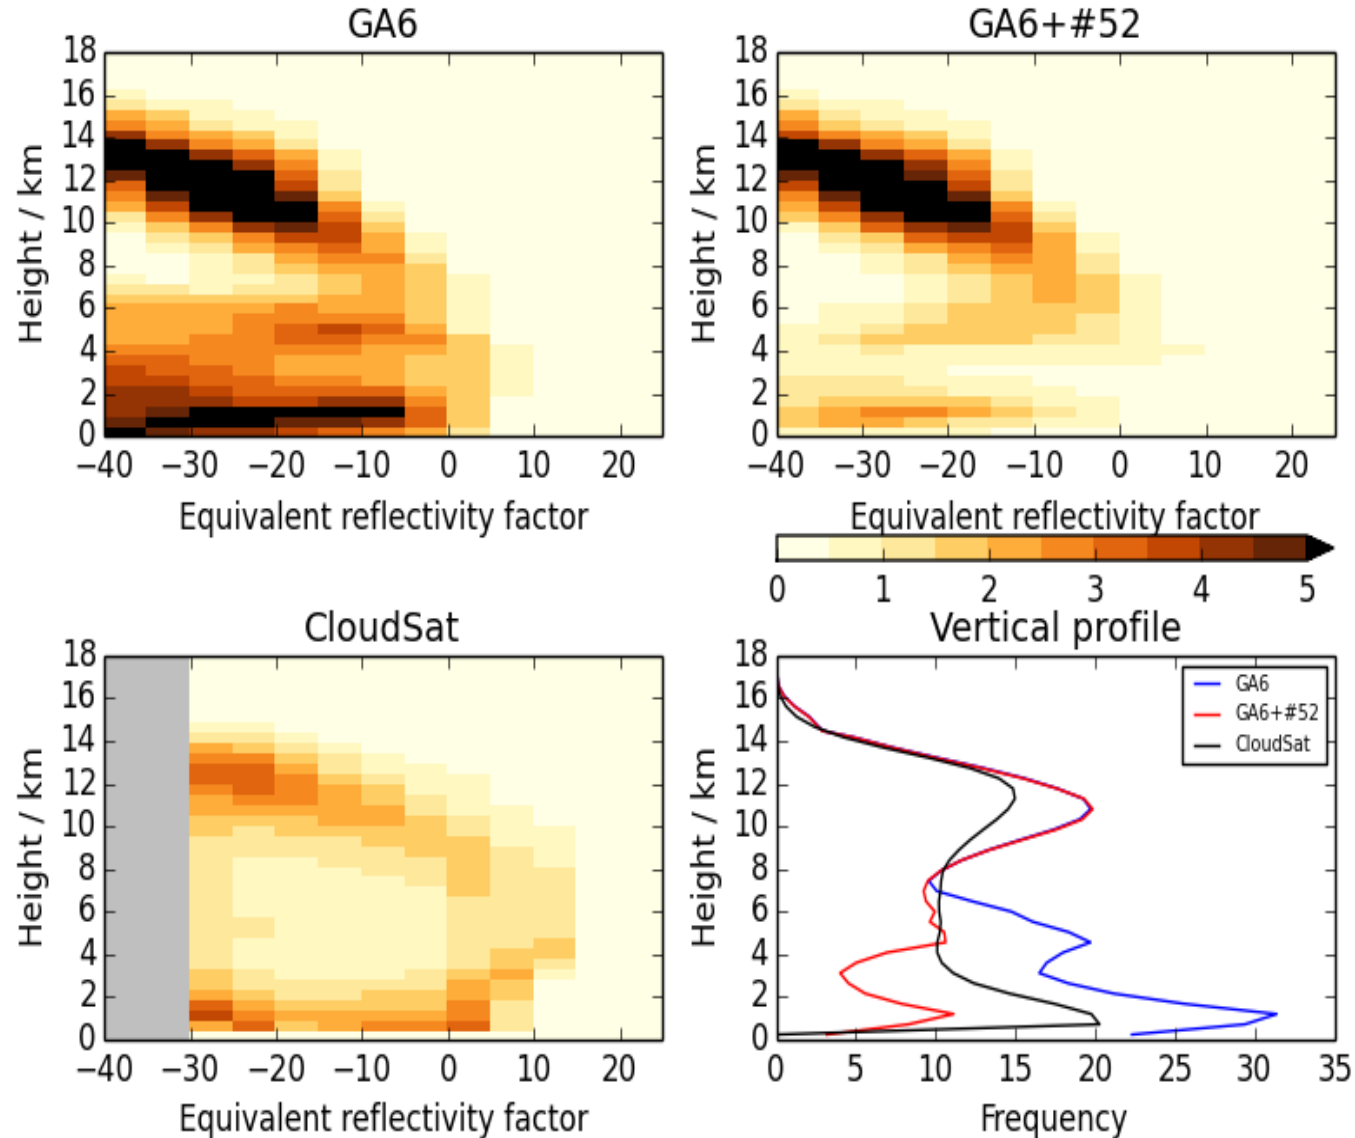 GA6
GA6+#52
18
16
14
12
10
8
6
4
2
0
Height / km
−40 −30 −20 −10 0 10 20
Equivalent reflectivity factor
18
16
14
12
10
8
6
4
2
0
Height / km
−40 −30 −20 −10 0 10 20
Equivalent reflectivity factor
0 1 2 3 4 5
CloudSat
Vertical profile
18
16
14
12
10
8
6
4
2
0
Height / km
−40 −30 −20 −10 0 10 20
Equivalent reflectivity factor
18
16
14
12
10
8
6
4
2
0
Height / km
GA6
GA6+#52
CloudSat
0 5 10 15 20 25 30 35
Frequency